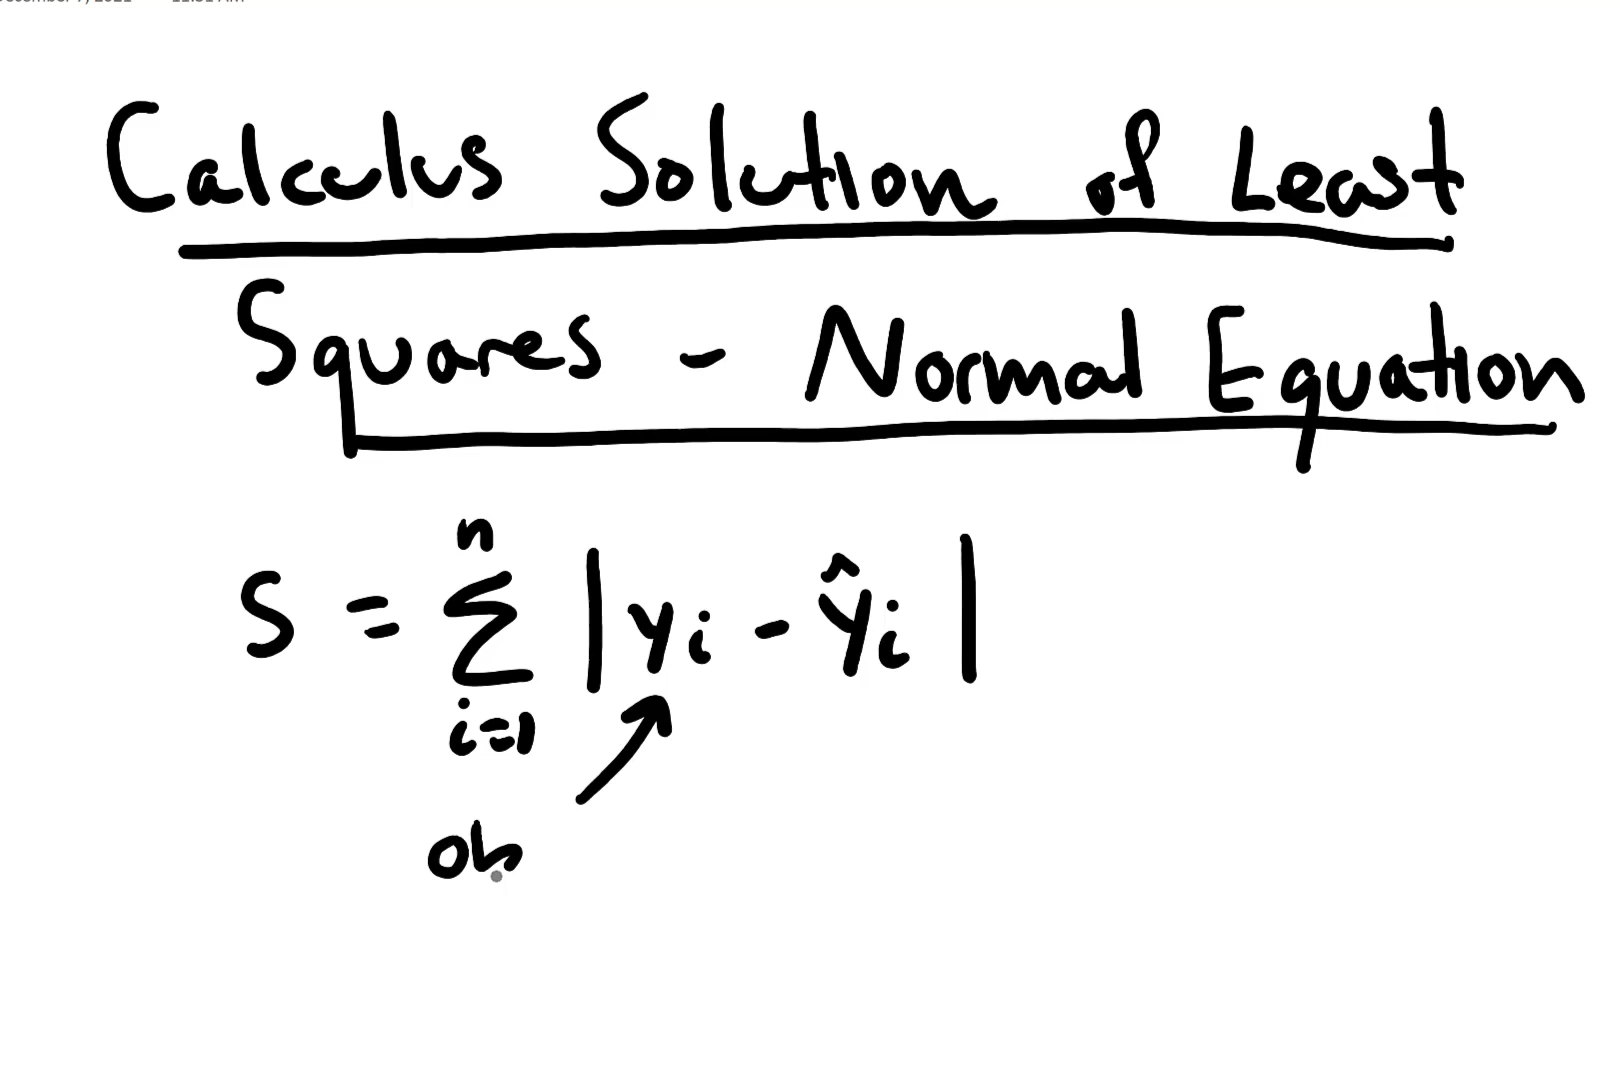 Calculus Solution of Least
Squares - Normal Equation
n
S = Σ | yi - ŷi |
i=1
ob